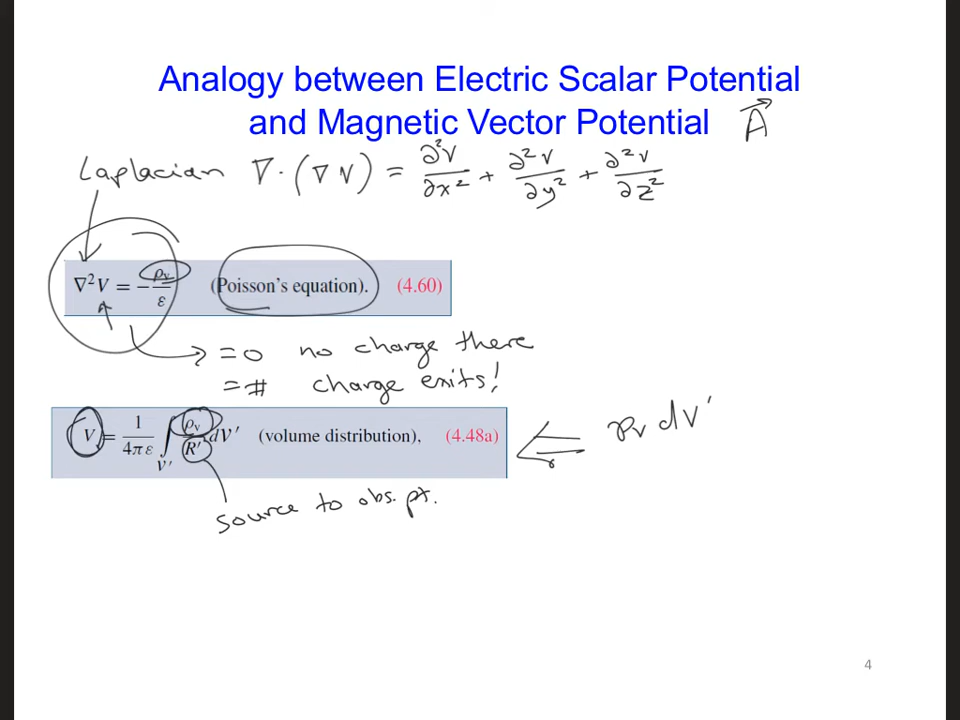 Analogy between Electric Scalar Potential
and Magnetic Vector Potential A⃗
Laplacian ∇·(∇V) = ∂²V/∂x² + ∂²V/∂y² + ∂²V/∂z²
∇²V = −ρᵥ/ε (Poisson's equation). (4.60)
= 0 no charge there
= # charge exits!
V = 1/4πε ∫V′ ρᵥ/R′ dV′ (volume distribution), (4.48a) ρᵥ dV′
source to obs. pt.
4